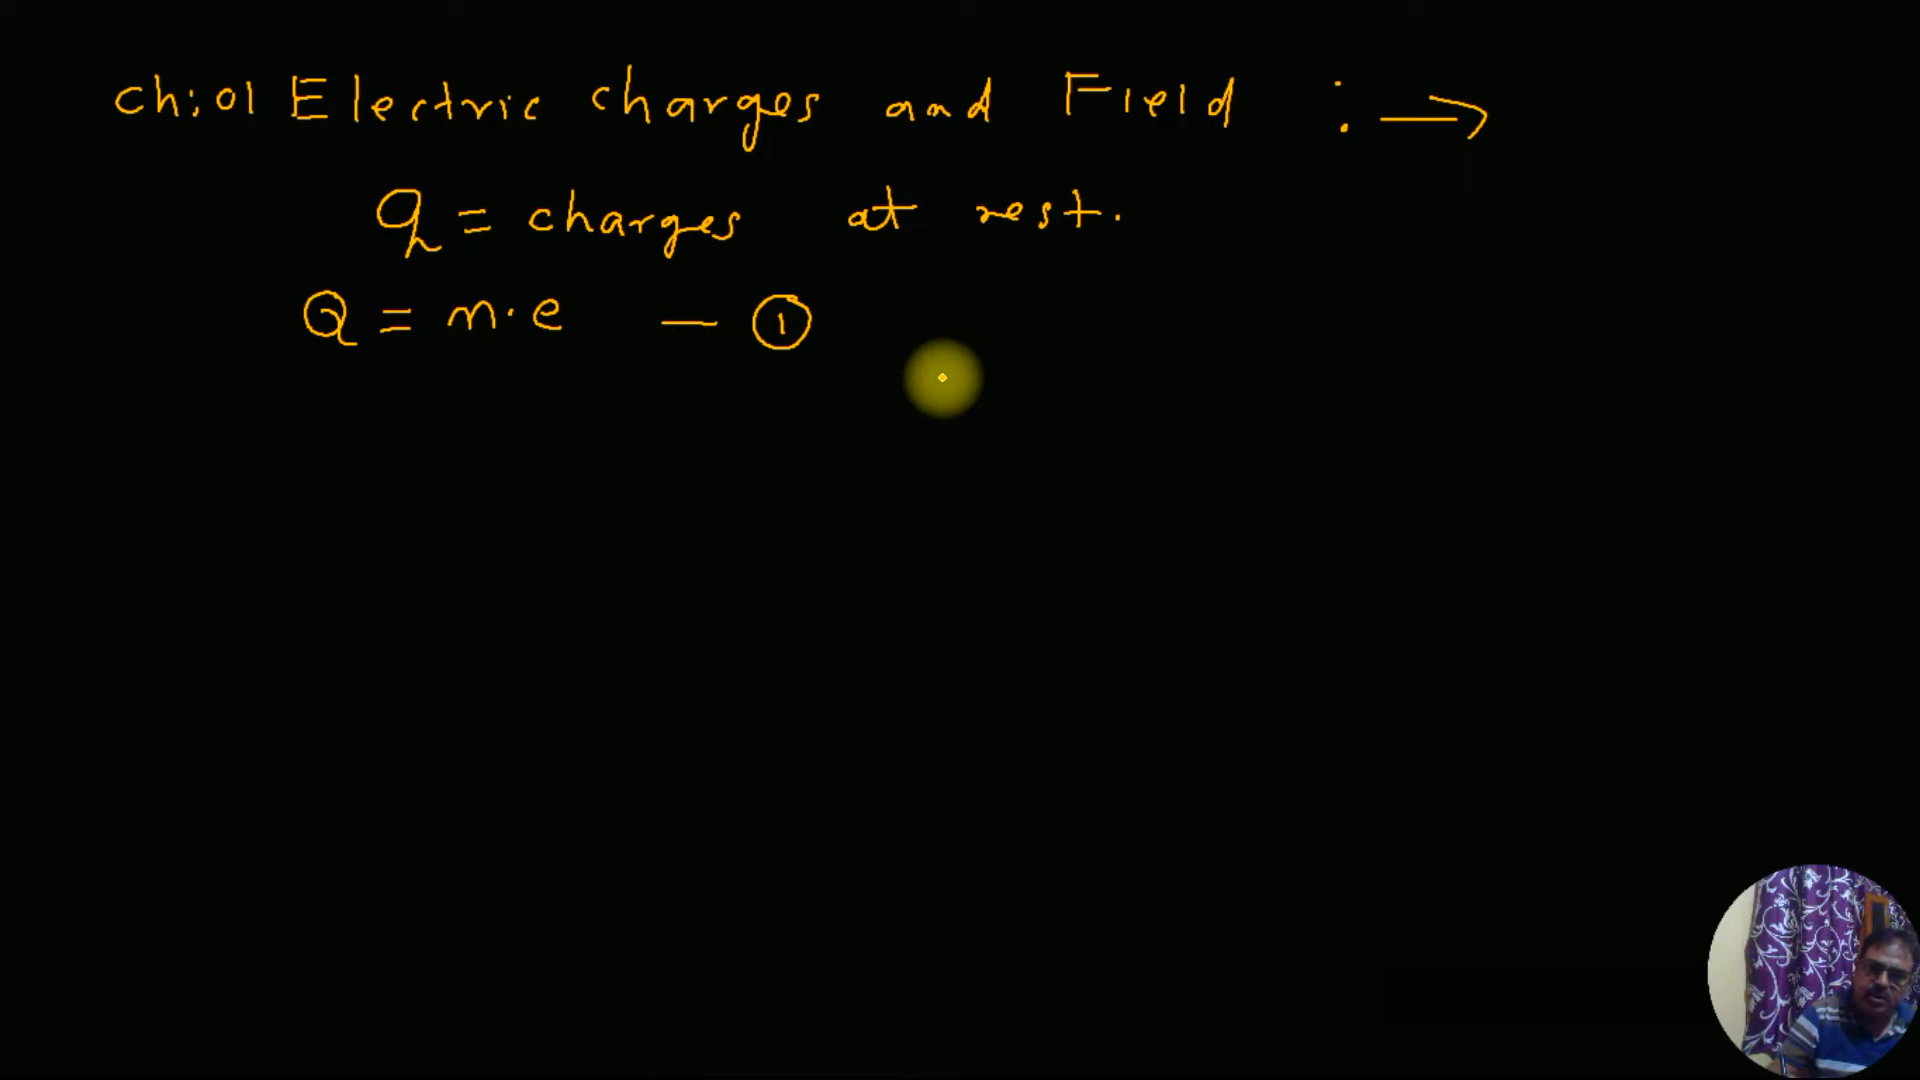 Ch:01 Electric charges and Field :→
q = charges at rest.
Q = n.e — ①